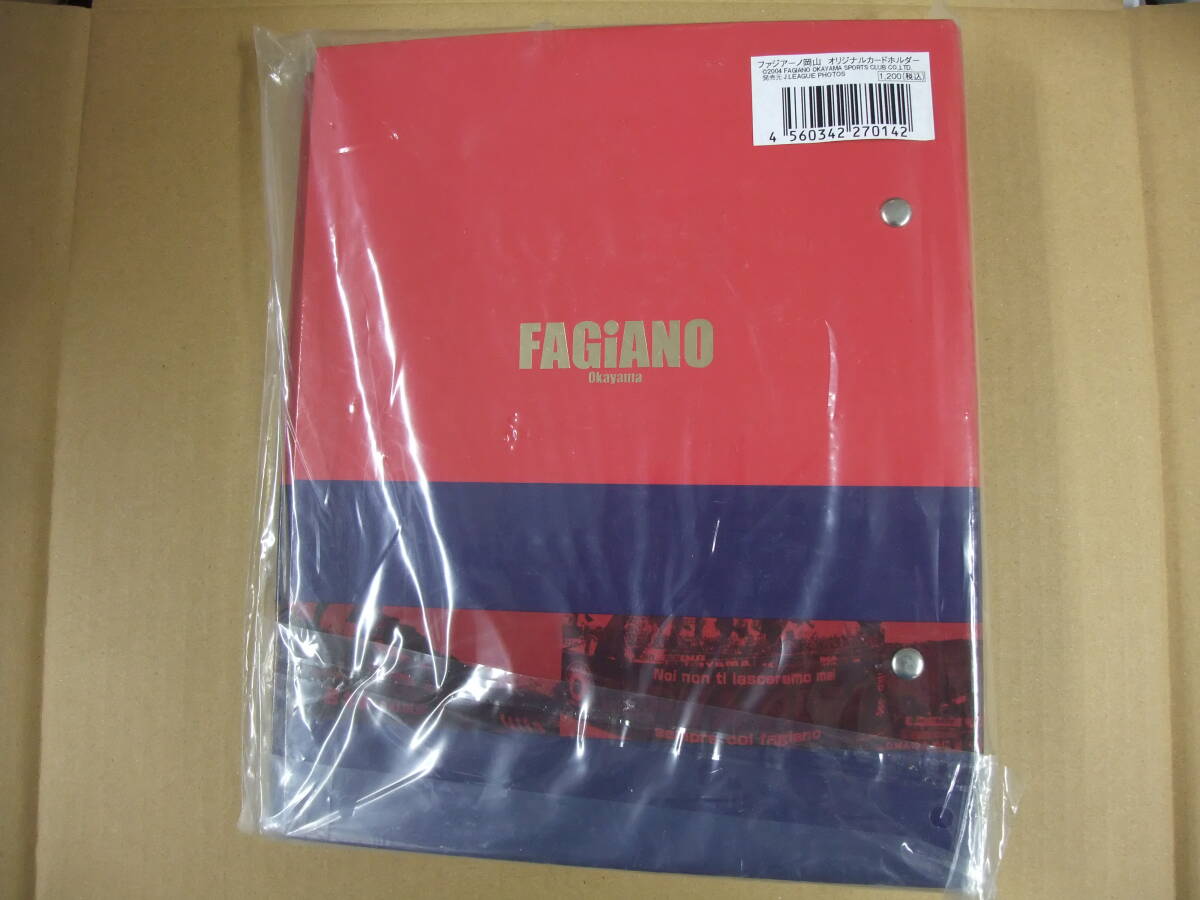 ファジアーノ岡山 オリジナルカードホルダー
©2004 FAGIANO OKAYAMA SPORTS CLUB CO.,LTD.
発売元 J.LEAGUE PHOTOS 1,200(税込)
4 560342 270142
FAGiANO
Okayama
Noi non ti lasceremo mai
sempre coi fagiano